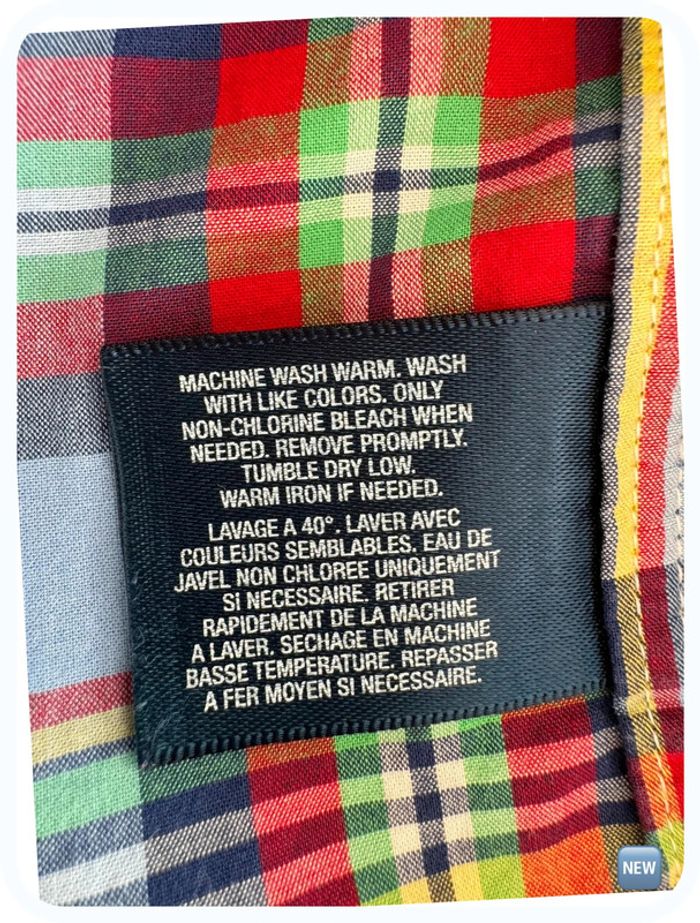 MACHINE WASH WARM. WASH
WITH LIKE COLORS. ONLY
NON-CHLORINE BLEACH WHEN
NEEDED. REMOVE PROMPTLY.
TUMBLE DRY LOW.
WARM IRON IF NEEDED.
LAVAGE A 40°. LAVER AVEC
COULEURS SEMBLABLES. EAU DE
JAVEL NON CHLOREE UNIQUEMENT
SI NECESSAIRE. RETIRER
RAPIDEMENT DE LA MACHINE
A LAVER. SECHAGE EN MACHINE
BASSE TEMPERATURE. REPASSER
A FER MOYEN SI NECESSAIRE.
NEW